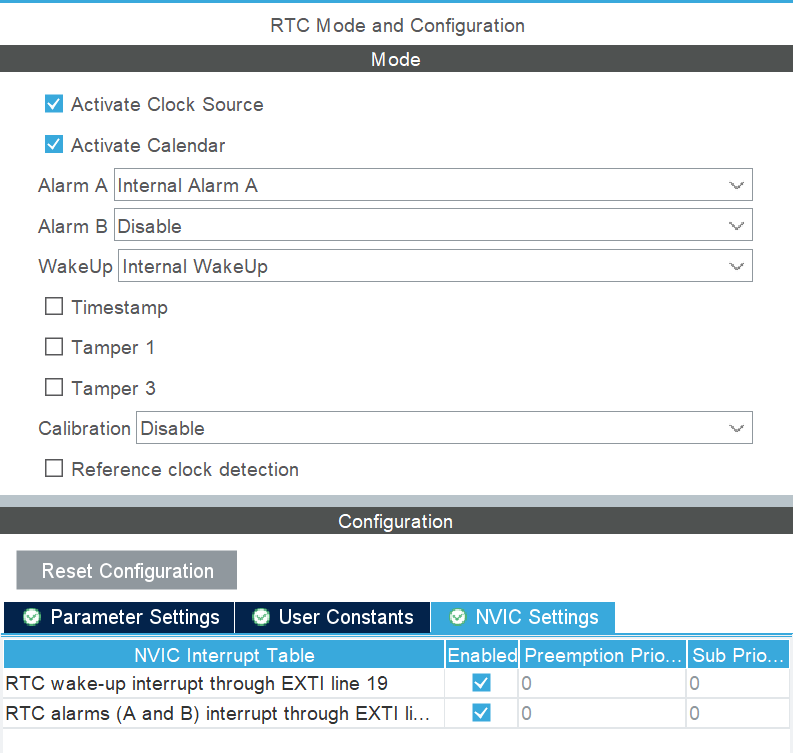 RTC Mode and Configuration
Mode
Activate Clock Source
Activate Calendar
Alarm A Internal Alarm A
Alarm B Disable
WakeUp Internal WakeUp
Timestamp
Tamper 1
Tamper 3
Calibration Disable
Reference clock detection
Configuration
Reset Configuration
Parameter Settings User Constants NVIC Settings
NVIC Interrupt Table Enabled Preemption Prio... Sub Prio...
RTC wake-up interrupt through EXTI line 19 0 0
RTC alarms (A and B) interrupt through EXTI li... 0 0